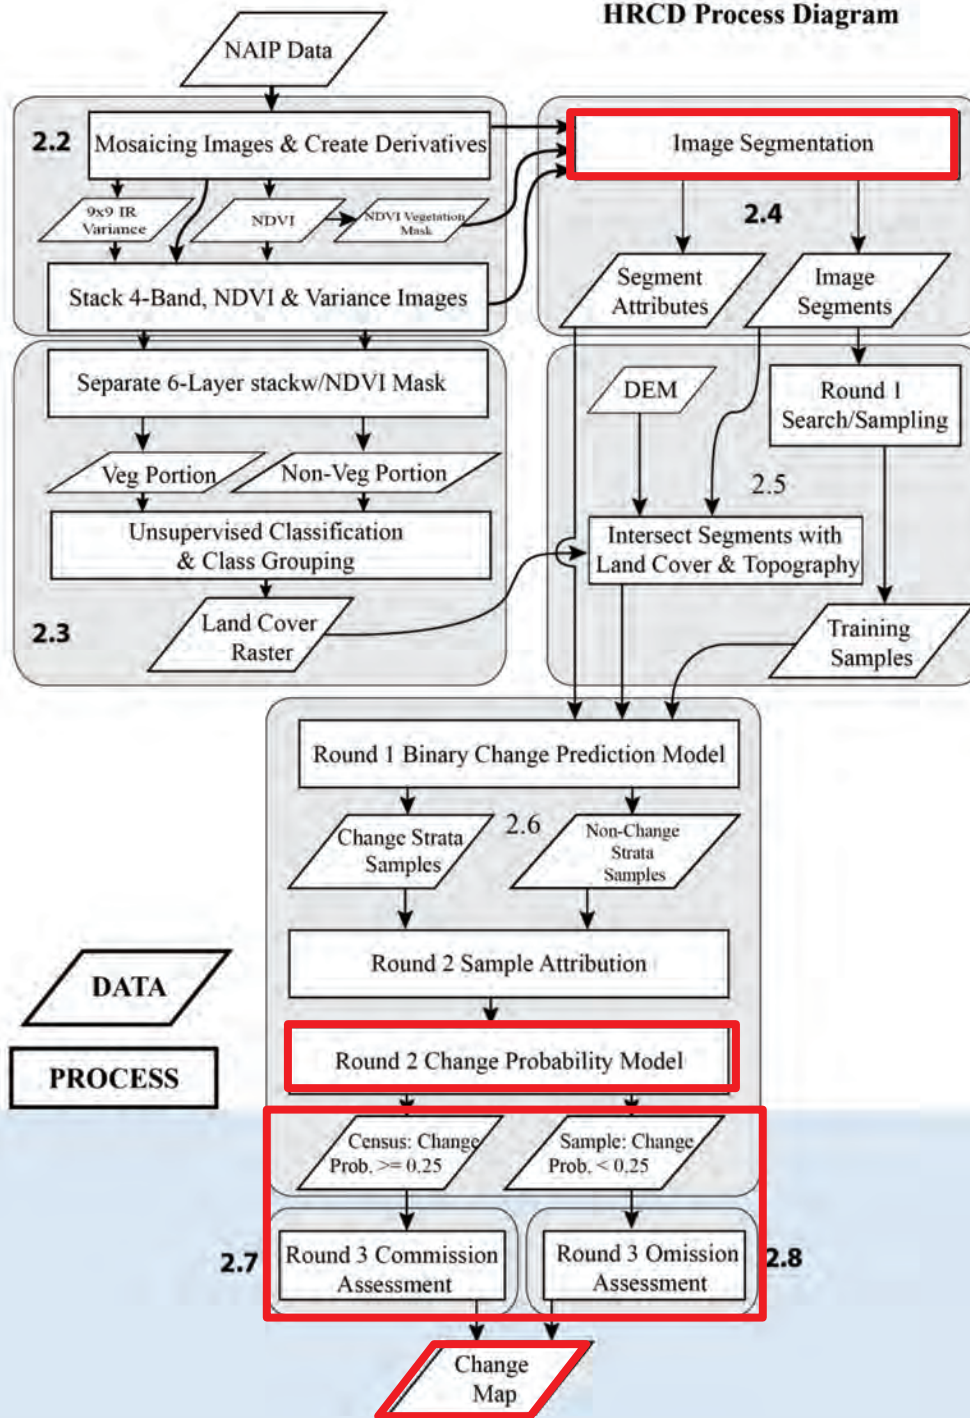 HRCD Process Diagram
NAIP Data
2.2
Mosaicing Images & Create Derivatives
9x9 IR
Variance
NDVI
NDVI Vegetation
Mask
Stack 4-Band, NDVI & Variance Images
Image Segmentation
2.4
Segment
Attributes
Image
Segments
Separate 6-Layer stackw/NDVI Mask
Veg Portion
Non-Veg Portion
Unsupervised Classification
& Class Grouping
2.3
Land Cover
Raster
DEM
Round 1
Search/Sampling
2.5
Intersect Segments with
Land Cover & Topography
Training
Samples
Round 1 Binary Change Prediction Model
Change Strata
Samples
2.6
Non-Change
Strata
Samples
Round 2 Sample Attribution
DATA
PROCESS
Round 2 Change Probability Model
Census: Change
Prob. >= 0.25
Sample: Change
Prob. < 0.25
2.7
Round 3 Commission
Assessment
Round 3 Omission
Assessment
2.8
Change
Map